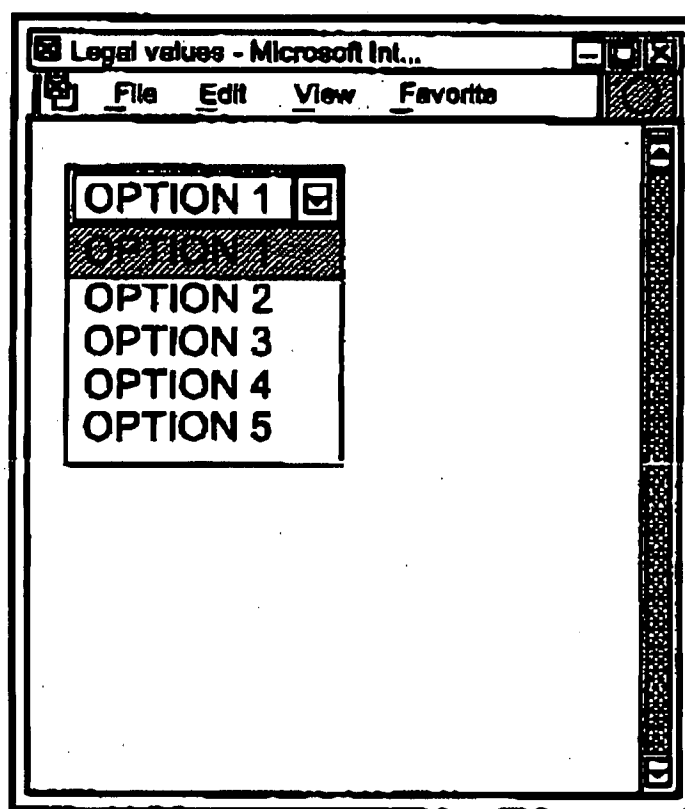 Legal values - Microsoft Int...
File Edit View Favorite
OPTION 1
OPTION 1
OPTION 2
OPTION 3
OPTION 4
OPTION 5